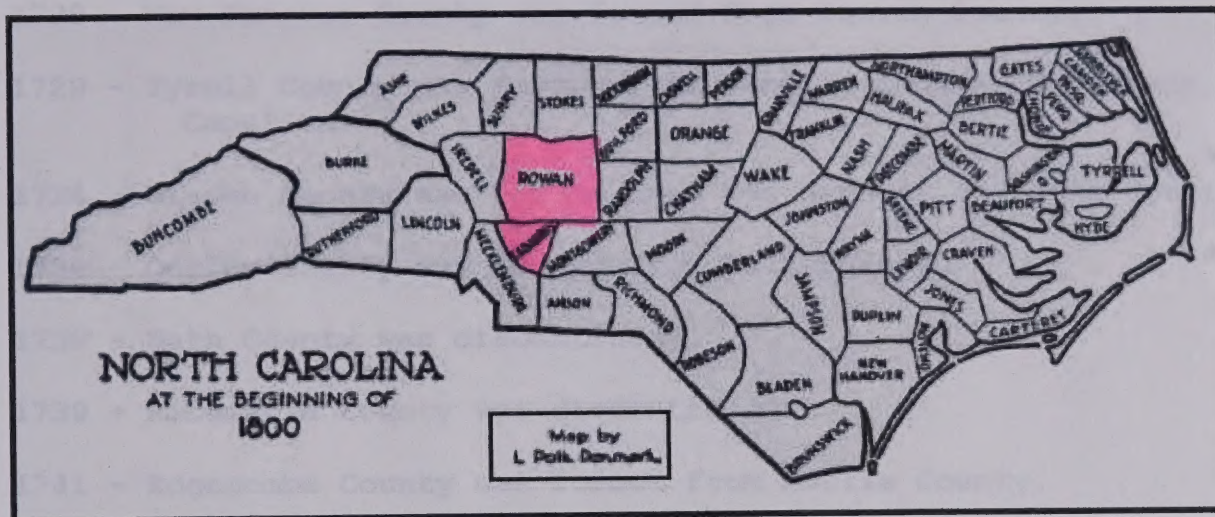 1729 - Tyrell County
ASHE
WILKES
SURRY
STOKES
ROCKINGHAM
CASWELL
PERSON
GRANVILLE
WARREN
NORTHAMPTON
GATES
CAMDEN
HERTFORD
HALIFAX
BERTIE
FRANKLIN
GUILFORD
ORANGE
BURKE
IREDELL
ROWAN
RANDOLPH
CHATHAM
WAKE
NASH
EDGECOMBE
MARTIN
WASHINGTON
TYRRELL
BUNCOMBE
RUTHERFORD
LINCOLN
MECKLENBURG
MONTGOMERY
MOORE
CUMBERLAND
JOHNSTON
WAYNE
GREENE
PITT
BEAUFORT
HYDE
LENOIR
CRAVEN
JONES
CARTERET
ANSON
RICHMOND
ROBESON
SAMPSON
DUPLIN
ONSLOW
NEW
HANOVER
BLADEN
BRUNSWICK
NORTH CAROLINA
AT THE BEGINNING OF
1800
Map by
L. Polk Denmark
1739 -
1741 - Edgecombe County was from County.